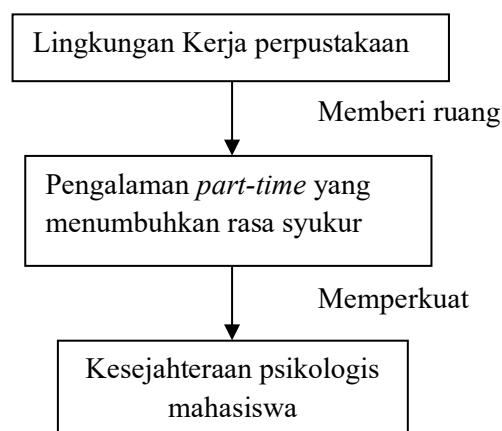 Lingkungan Kerja perpustakaan
Memberi ruang
Pengalaman part-time yang
menumbuhkan rasa syukur
Memperkuat
Kesejahteraan psikologis
mahasiswa